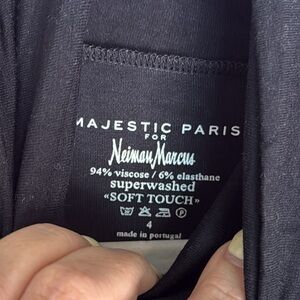 MAJESTIC PARIS
FOR
Neiman Marcus
94% viscose / 6% elasthane
superwashed
«SOFT TOUCH»
4
made in portugal